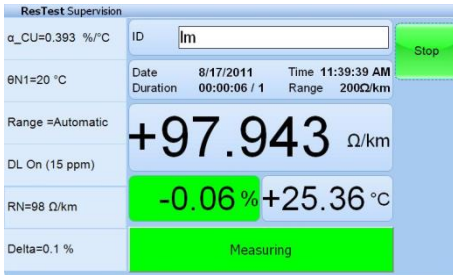 ResTest Supervision
α_CU=0.393 %/°C
ID lm
Stop
θN1=20 °C
Date 8/17/2011 Time 11:39:39 AM
Duration 00:00:06 / 1 Range 200Ω/km
Range =Automatic
+97.943 Ω/km
DL On (15 ppm)
RN=98 Ω/km
-0.06 % +25.36 °C
Delta=0.1 %
Measuring